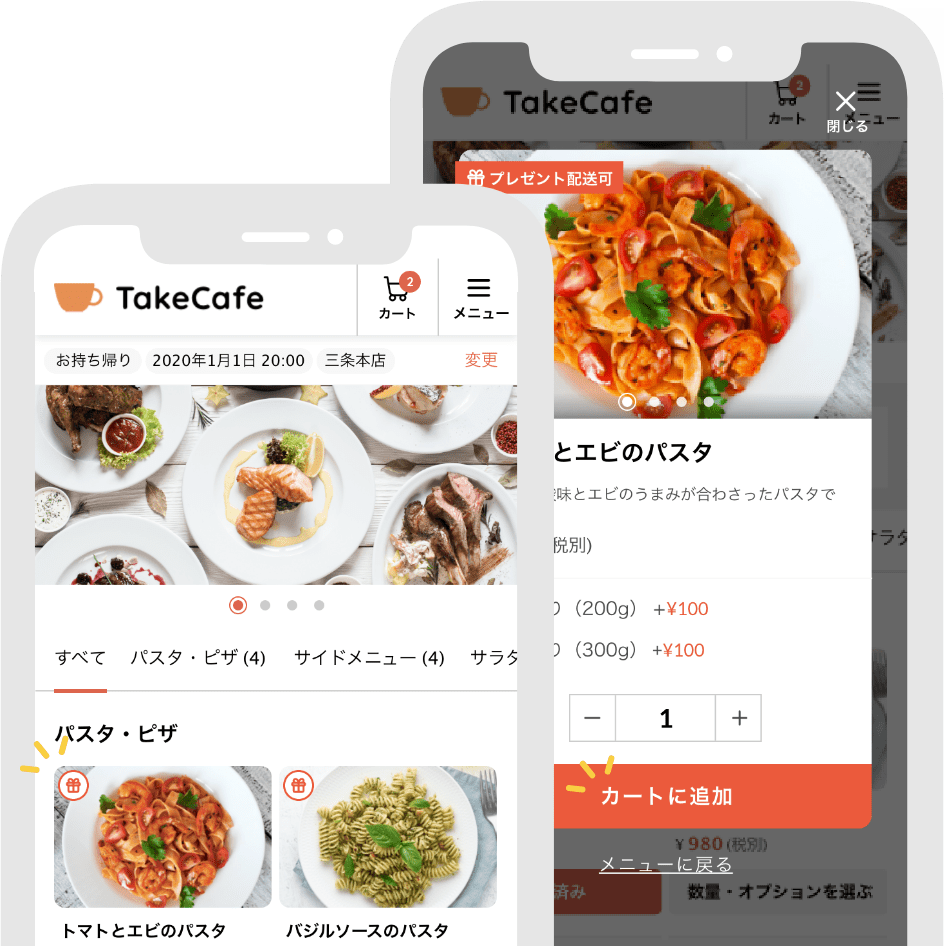 TakeCafe
2
カート
メニュー
お持ち帰り 2020年1月1日 20:00 三条本店 変更
すべて パスタ・ピザ (4) サイドメニュー (4) サラダ
パスタ・ピザ
トマトとエビのパスタ バジルソースのパスタ
TakeCafe
2
カート
メニュー
閉じる
プレゼント配送可
とエビのパスタ
味とエビのうまみが合わさったパスタで
税別)
(200g) +¥100
(300g) +¥100
− 1 +
カートに追加
サラダ
¥980 (税別)
メニューに戻る
済み 数量・オプションを選ぶ